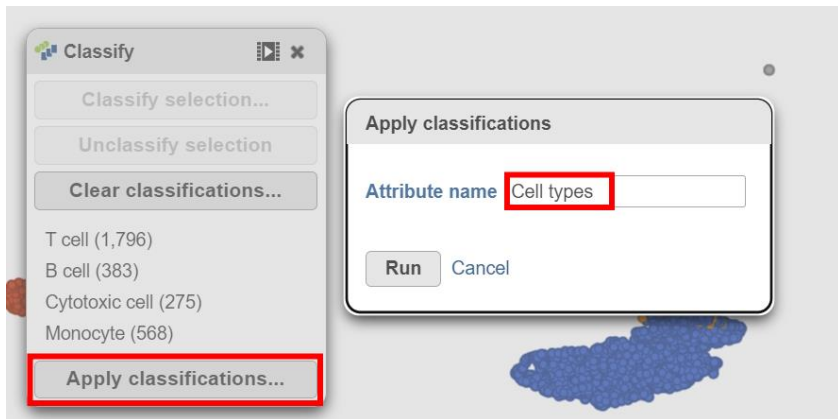 Classify
Classify selection...
Unclassify selection
Clear classifications...
T cell (1,796)
B cell (383)
Cytotoxic cell (275)
Monocyte (568)
Apply classifications...
Apply classifications
Attribute name Cell types
Run Cancel